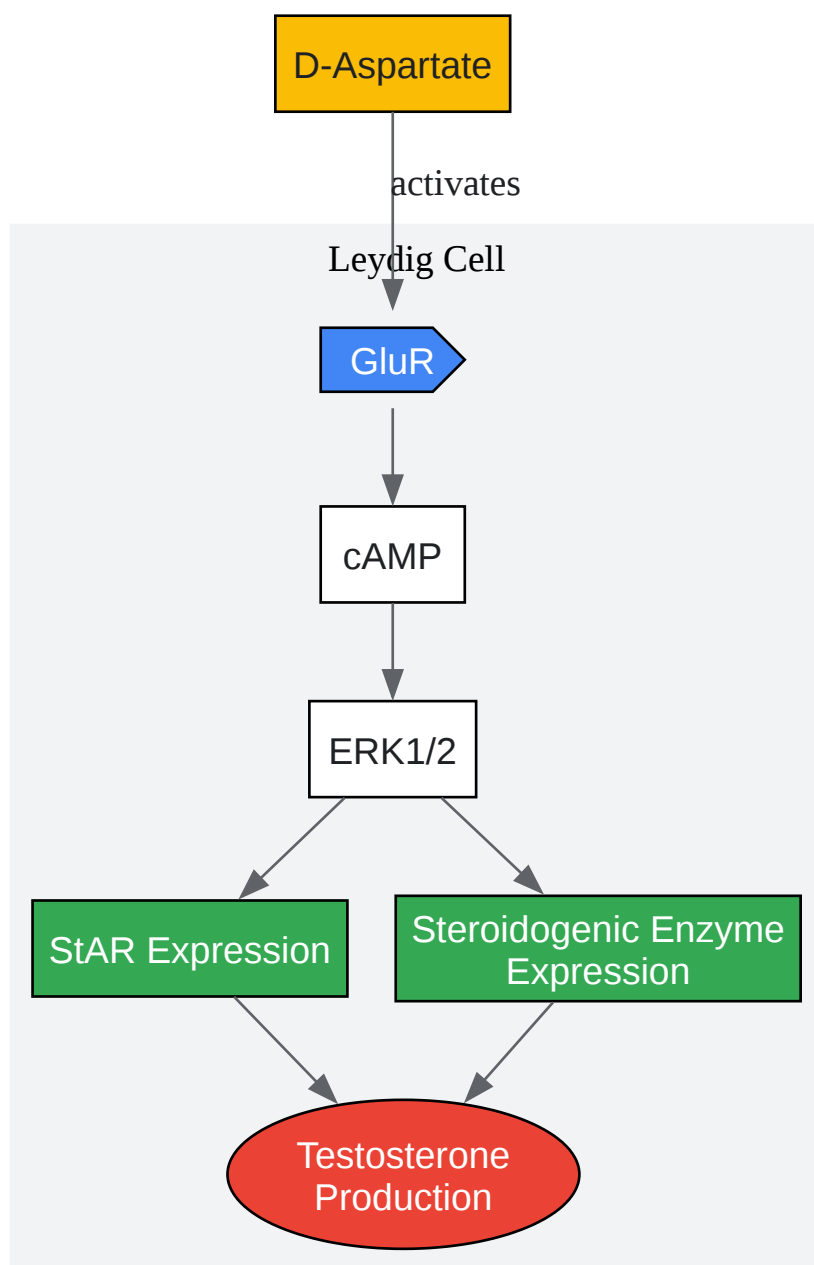 D-Aspartate
activates
Leydig Cell
GluR
cAMP
ERK1/2
StAR Expression
Steroidogenic Enzyme
Expression
Testosterone
Production